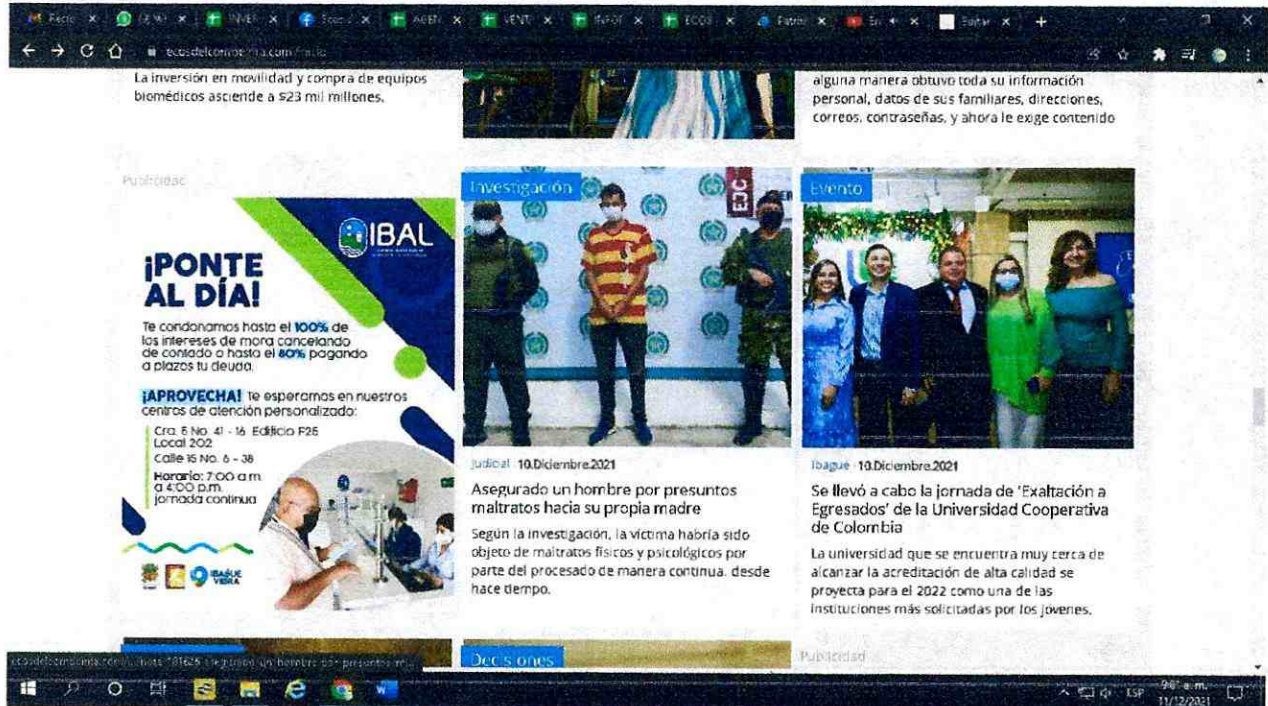 ecosdelcombeima.com
La inversión en movilidad y compra de equipos
biomédicos asciende a $23 mil millones.
alguna manera obtuvo toda su información
personal, datos de sus familiares, direcciones,
correos, contraseñas, y ahora le exige contenido
Publicidad
IBAL
¡PONTE
AL DÍA!
Te condonamos hasta el 100% de
los intereses de mora cancelando
de contado o hasta el 80% pagando
a plazos tu deuda.
¡APROVECHA! Te esperamos en nuestros
centros de atención personalizado:
Cra. 5 No. 41 - 16 Edificio F25
Local 202
Calle 15 No. 6 - 38
Horario: 7:00 a.m.
a 4:00 p.m.
jornada continua
IBAGUÉ
VIBRA
Investigación
EJC
Judicial 10.Diciembre.2021
Asegurado un hombre por presuntos
maltratos hacia su propia madre
Según la investigación, la víctima habría sido
objeto de maltratos físicos y psicológicos por
parte del procesado de manera continua, desde
hace tiempo.
Evento
Ibagué 10.Diciembre.2021
Se llevó a cabo la jornada de 'Exaltación a
Egresados' de la Universidad Cooperativa
de Colombia
La universidad que se encuentra muy cerca de
alcanzar la acreditación de alta calidad se
proyecta para el 2022 como una de las
instituciones más solicitadas por los jóvenes.
Decisiones
Publicidad
ESP
11/12/2021